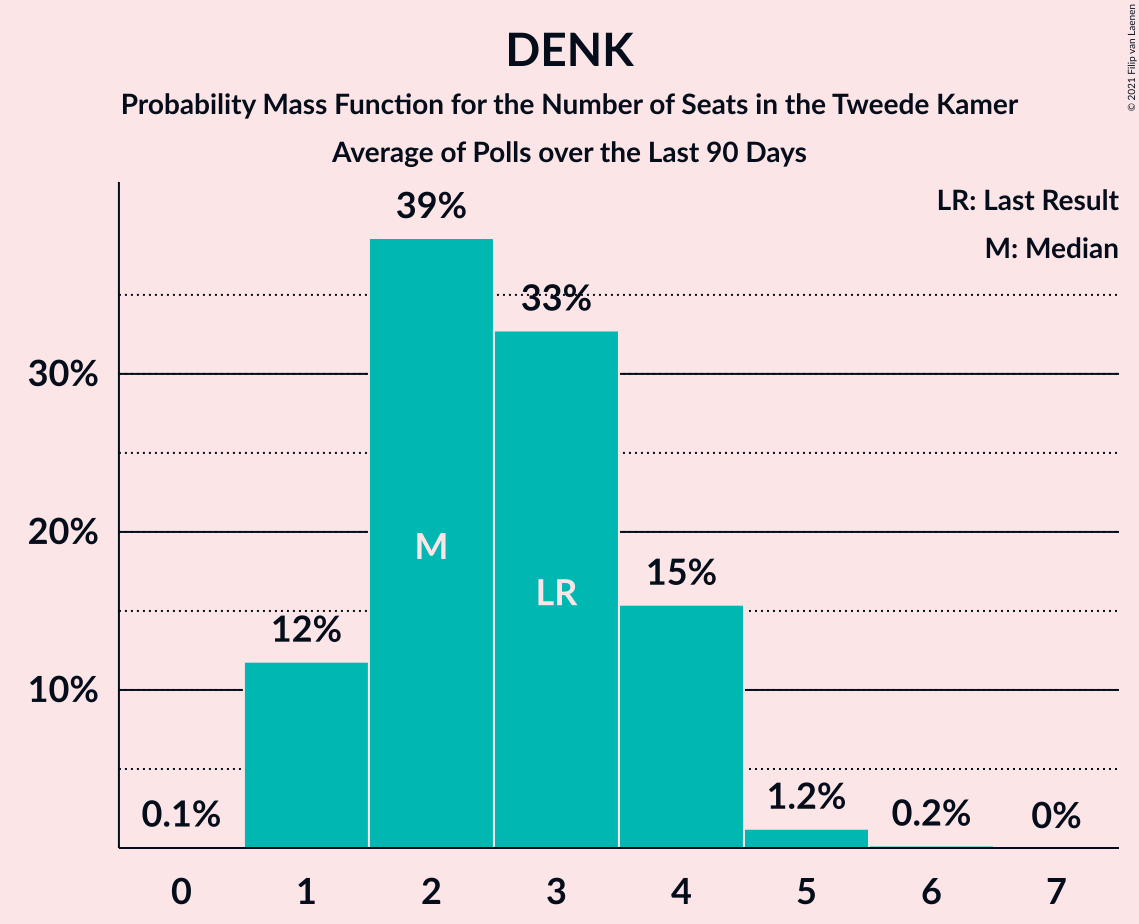 DENK
Probability Mass Function for the Number of Seats in the Tweede Kamer
Average of Polls over the Last 90 Days
© 2021 Filip van Laenen
LR: Last Result
M: Median
39%
33%
30%
20%
M
LR
15%
12%
10%
0.1%
1.2%
0.2%
0%
0 1 2 3 4 5 6 7